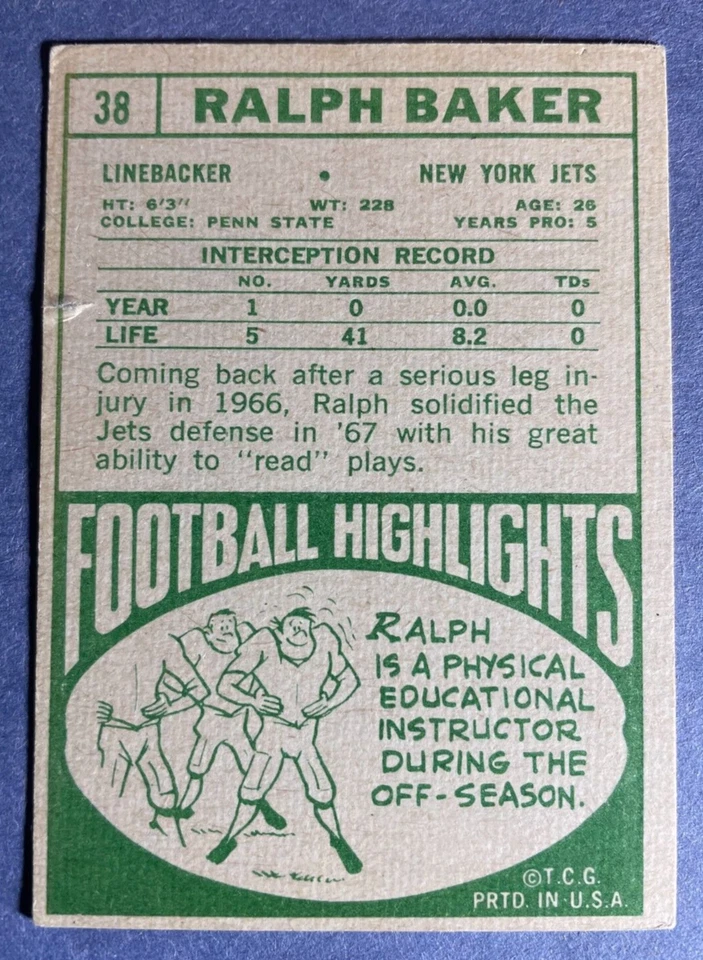 38 RALPH BAKER
LINEBACKER • NEW YORK JETS
HT: 6'3" WT: 228 AGE: 26
COLLEGE: PENN STATE YEARS PRO: 5
INTERCEPTION RECORD
NO. YARDS AVG. TDs
YEAR 1 0 0.0 0
LIFE 5 41 8.2 0
Coming back after a serious leg in-
jury in 1966, Ralph solidified the
Jets defense in '67 with his great
ability to "read" plays.
FOOTBALL HIGHLIGHTS
RALPH
IS A PHYSICAL
EDUCATIONAL
INSTRUCTOR
DURING THE
OFF-SEASON.
©T.C.G.
PRTD. IN U.S.A.